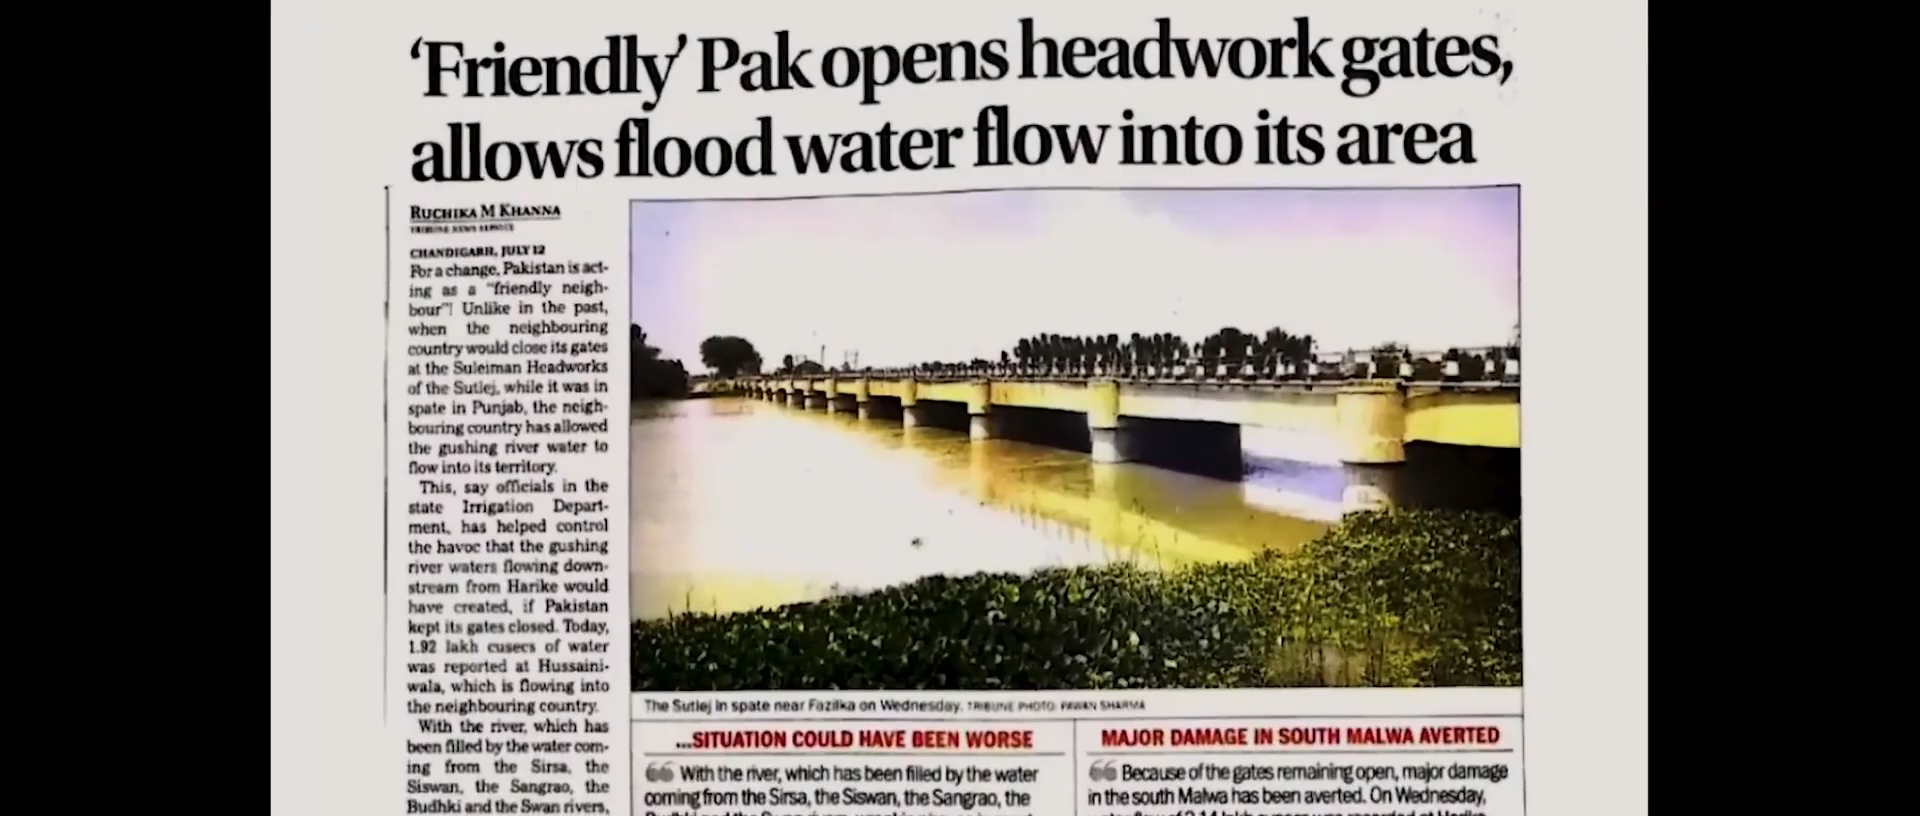 ‘Friendly’ Pak opens headwork gates,
allows flood water flow into its area
RUCHIKA M KHANNA
TRIBUNE NEWS SERVICE
CHANDIGARH, JULY 12
For a change, Pakistan is act-
ing as a "friendly neigh-
bour"! Unlike in the past,
when the neighbouring
country would close its gates
at the Suleiman Headworks
of the Sutlej, while it was in
spate in Punjab, the neigh-
bouring country has allowed
the gushing river water to
flow into its territory.
This, say officials in the
state Irrigation Depart-
ment, has helped control
the havoc that the gushing
river waters flowing down-
stream from Harike would
have created, if Pakistan
kept its gates closed. Today,
1.92 lakh cusecs of water
was reported at Hussaini-
wala, which is flowing into
the neighbouring country.
With the river, which has
been filled by the water com-
ing from the Sirsa, the
Siswan, the Sangrao, the
Budhki and the Swan rivers,
The Sutlej in spate near Fazilka on Wednesday. TRIBUNE PHOTO: PAWAN SHARMA
...SITUATION COULD HAVE BEEN WORSE
With the river, which has been filled by the water
coming from the Sirsa, the Siswan, the Sangrao, the
MAJOR DAMAGE IN SOUTH MALWA AVERTED
Because of the gates remaining open, major damage
in the south Malwa has been averted. On Wednesday,